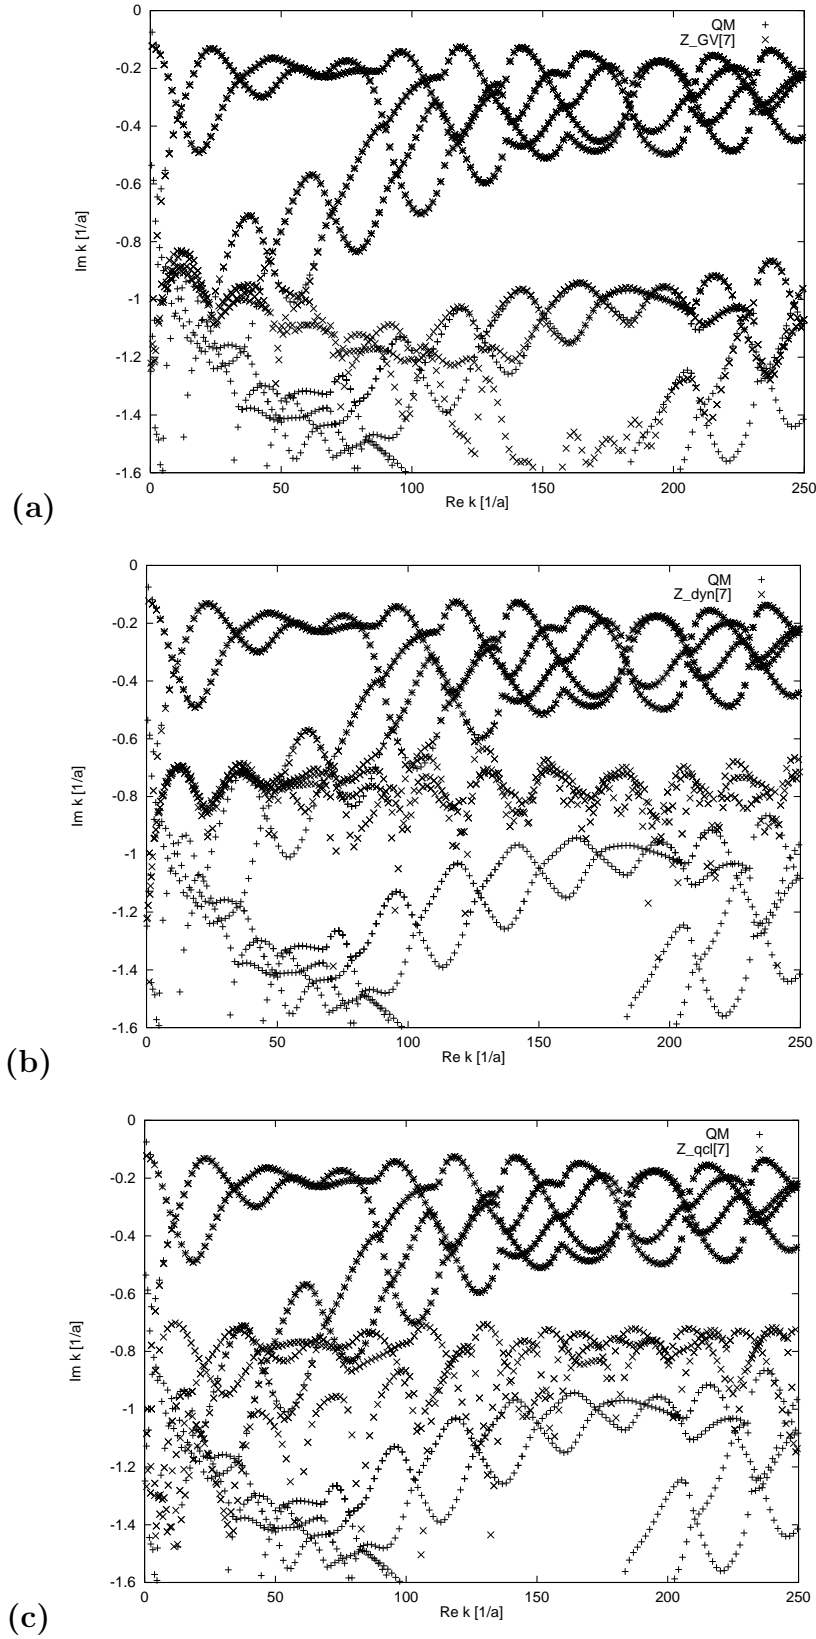 0
-0.2
-0.4
-0.6
-0.8
-1
-1.2
-1.4
-1.6
Im k [1/a]
QM
Z_GV[7]
0 50 100 150 200 250
Re k [1/a]
(a)
0
-0.2
-0.4
-0.6
-0.8
-1
-1.2
-1.4
-1.6
Im k [1/a]
QM
Z_dyn[7]
0 50 100 150 200 250
Re k [1/a]
(b)
0
-0.2
-0.4
-0.6
-0.8
-1
-1.2
-1.4
-1.6
Im k [1/a]
QM
Z_qcl[7]
0 50 100 150 200 250
Re k [1/a]
(c)